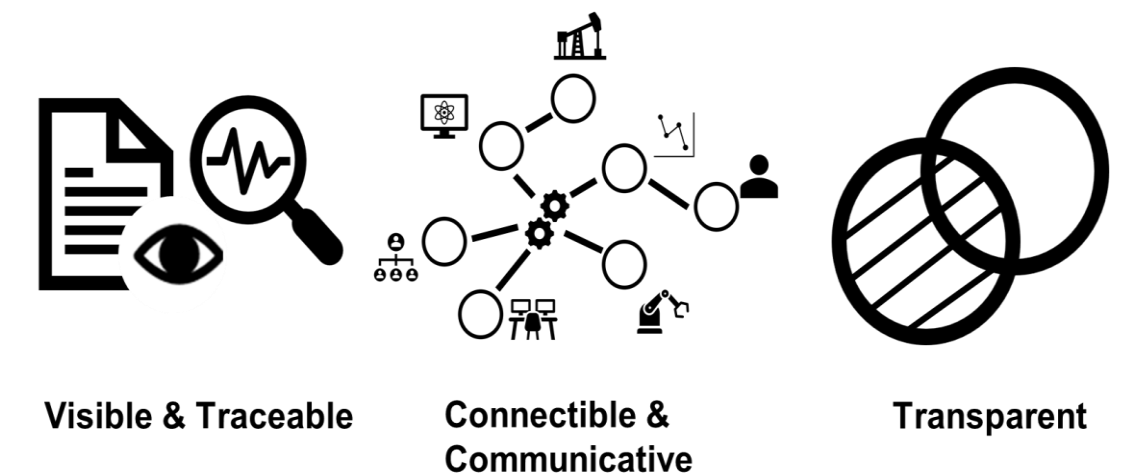 Visible & Traceable
Connectible &
Communicative
Transparent